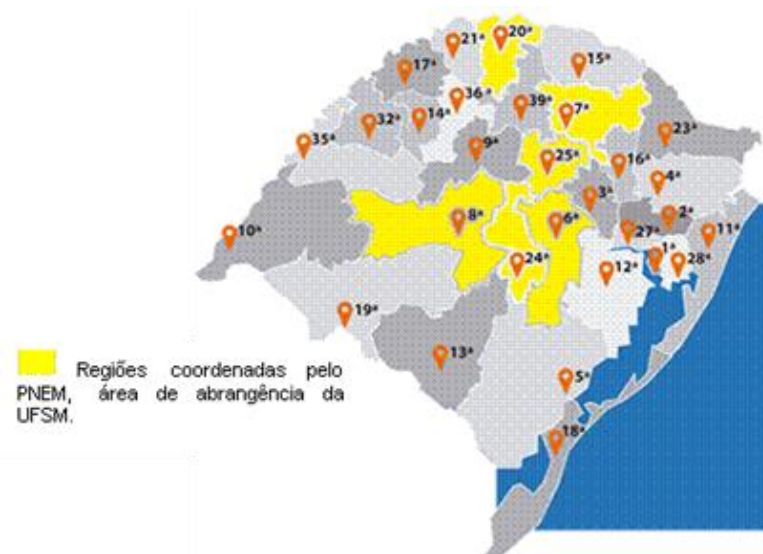 20ª
21ª
15ª
17ª
36ª
39ª
7ª
14ª
32ª
23ª
35ª
9ª
25ª
16ª
4ª
3ª
8ª
6ª
2ª
10ª
27ª
11ª
24ª
1ª
28ª
12ª
19ª
13ª
5ª
18ª
Regiões coordenadas pelo
PNEM, área de abrangência da
UFSM.